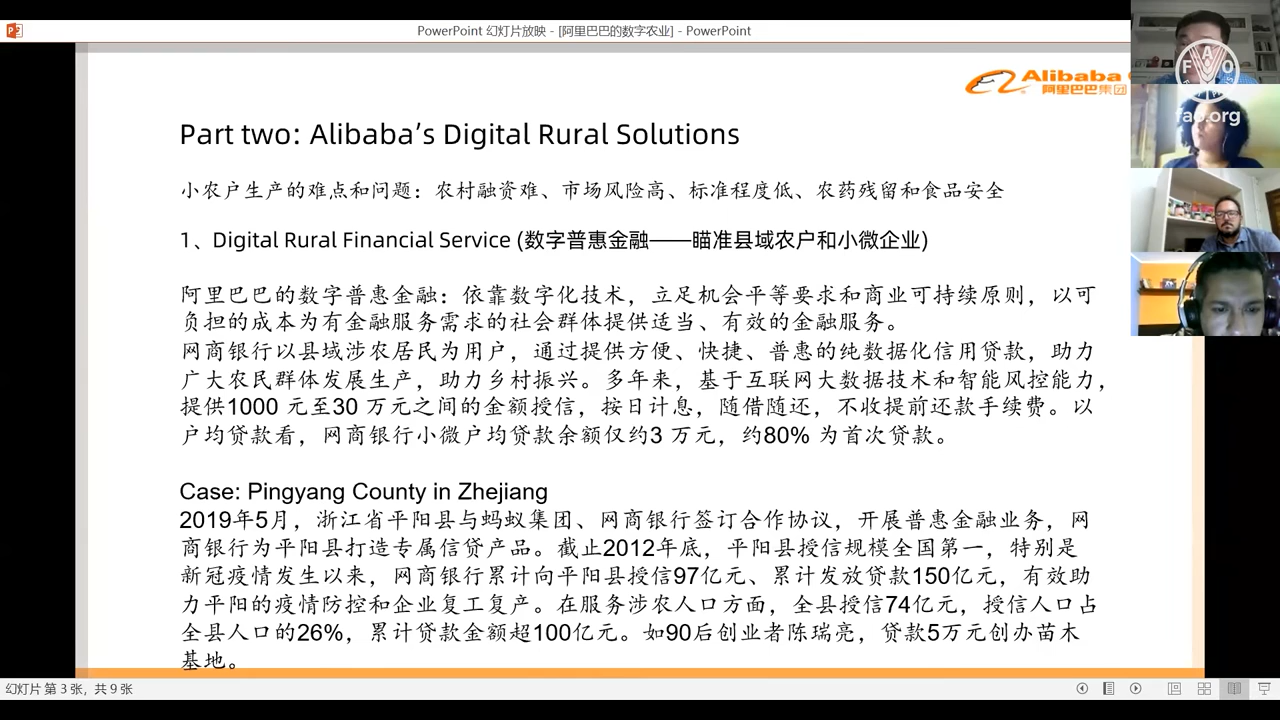 PowerPoint 幻灯片放映 - [阿里巴巴的数字农业] - PowerPoint
FAO
fao.org
Alibaba
阿里巴巴集团
Part two: Alibaba's Digital Rural Solutions
小农户生产的难点和问题：农村融资难、市场风险高、标准程度低、农药残留和食品安全
1、Digital Rural Financial Service (数字普惠金融——瞄准县域农户和小微企业)
阿里巴巴的数字普惠金融：依靠数字化技术，立足机会平等要求和商业可持续原则，以可
负担的成本为有金融服务需求的社会群体提供适当、有效的金融服务。
网商银行以县域涉农居民为用户，通过提供方便、快捷、普惠的纯数据化信用贷款，助力
广大农民群体发展生产，助力乡村振兴。多年来，基于互联网大数据技术和智能风控能力，
提供1000 元至30 万元之间的金额授信，按日计息，随借随还，不收提前还款手续费。以
户均贷款看，网商银行小微户均贷款余额仅约3 万元，约80% 为首次贷款。
Case: Pingyang County in Zhejiang
2019年5月，浙江省平阳县与蚂蚁集团、网商银行签订合作协议，开展普惠金融业务，网
商银行为平阳县打造专属信贷产品。截止2012年底，平阳县授信规模全国第一，特别是
新冠疫情发生以来，网商银行累计向平阳县授信97亿元、累计发放贷款150亿元，有效助
力平阳的疫情防控和企业复工复产。在服务涉农人口方面，全县授信74亿元，授信人口占
全县人口的26%，累计贷款金额超100亿元。如90后创业者陈瑞亮，贷款5万元创办苗木
基地。
幻灯片 第 3 张，共 9 张